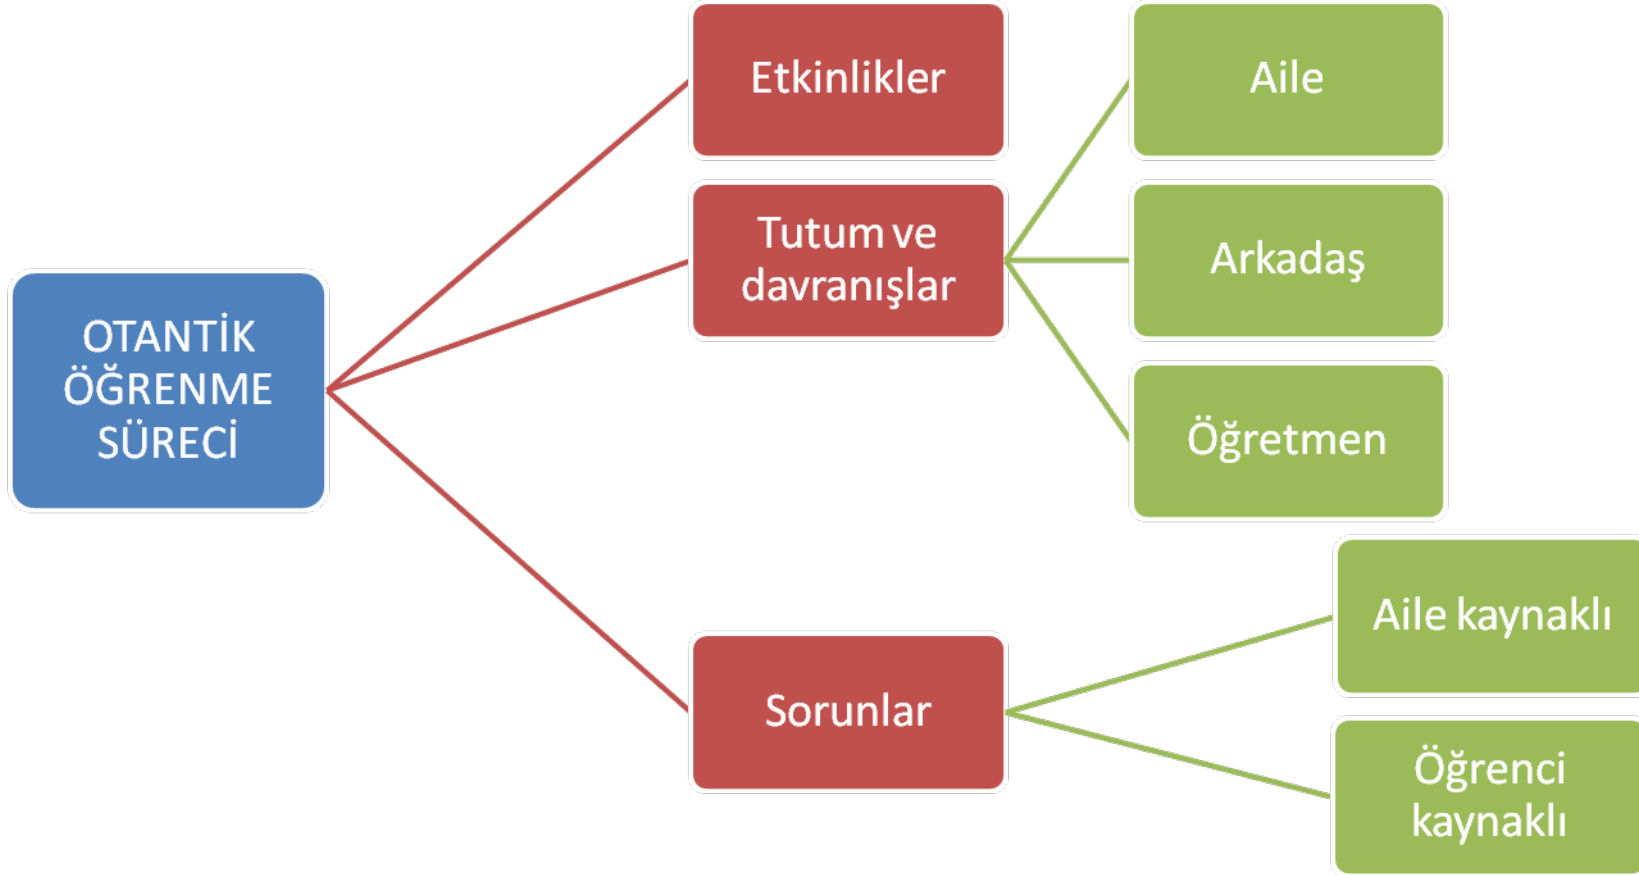 OTANTİK
ÖĞRENME
SÜRECİ
Etkinlikler
Tutum ve
davranışlar
Sorunlar
Aile
Arkadaş
Öğretmen
Aile kaynaklı
Öğrenci
kaynaklı